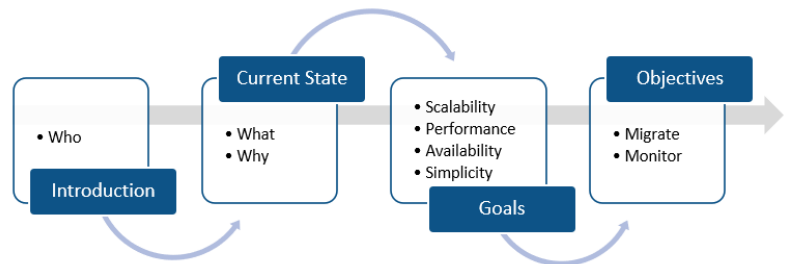 • Who
Introduction
Current State
• What
• Why
• Scalability
• Performance
• Availability
• Simplicity
Goals
Objectives
• Migrate
• Monitor